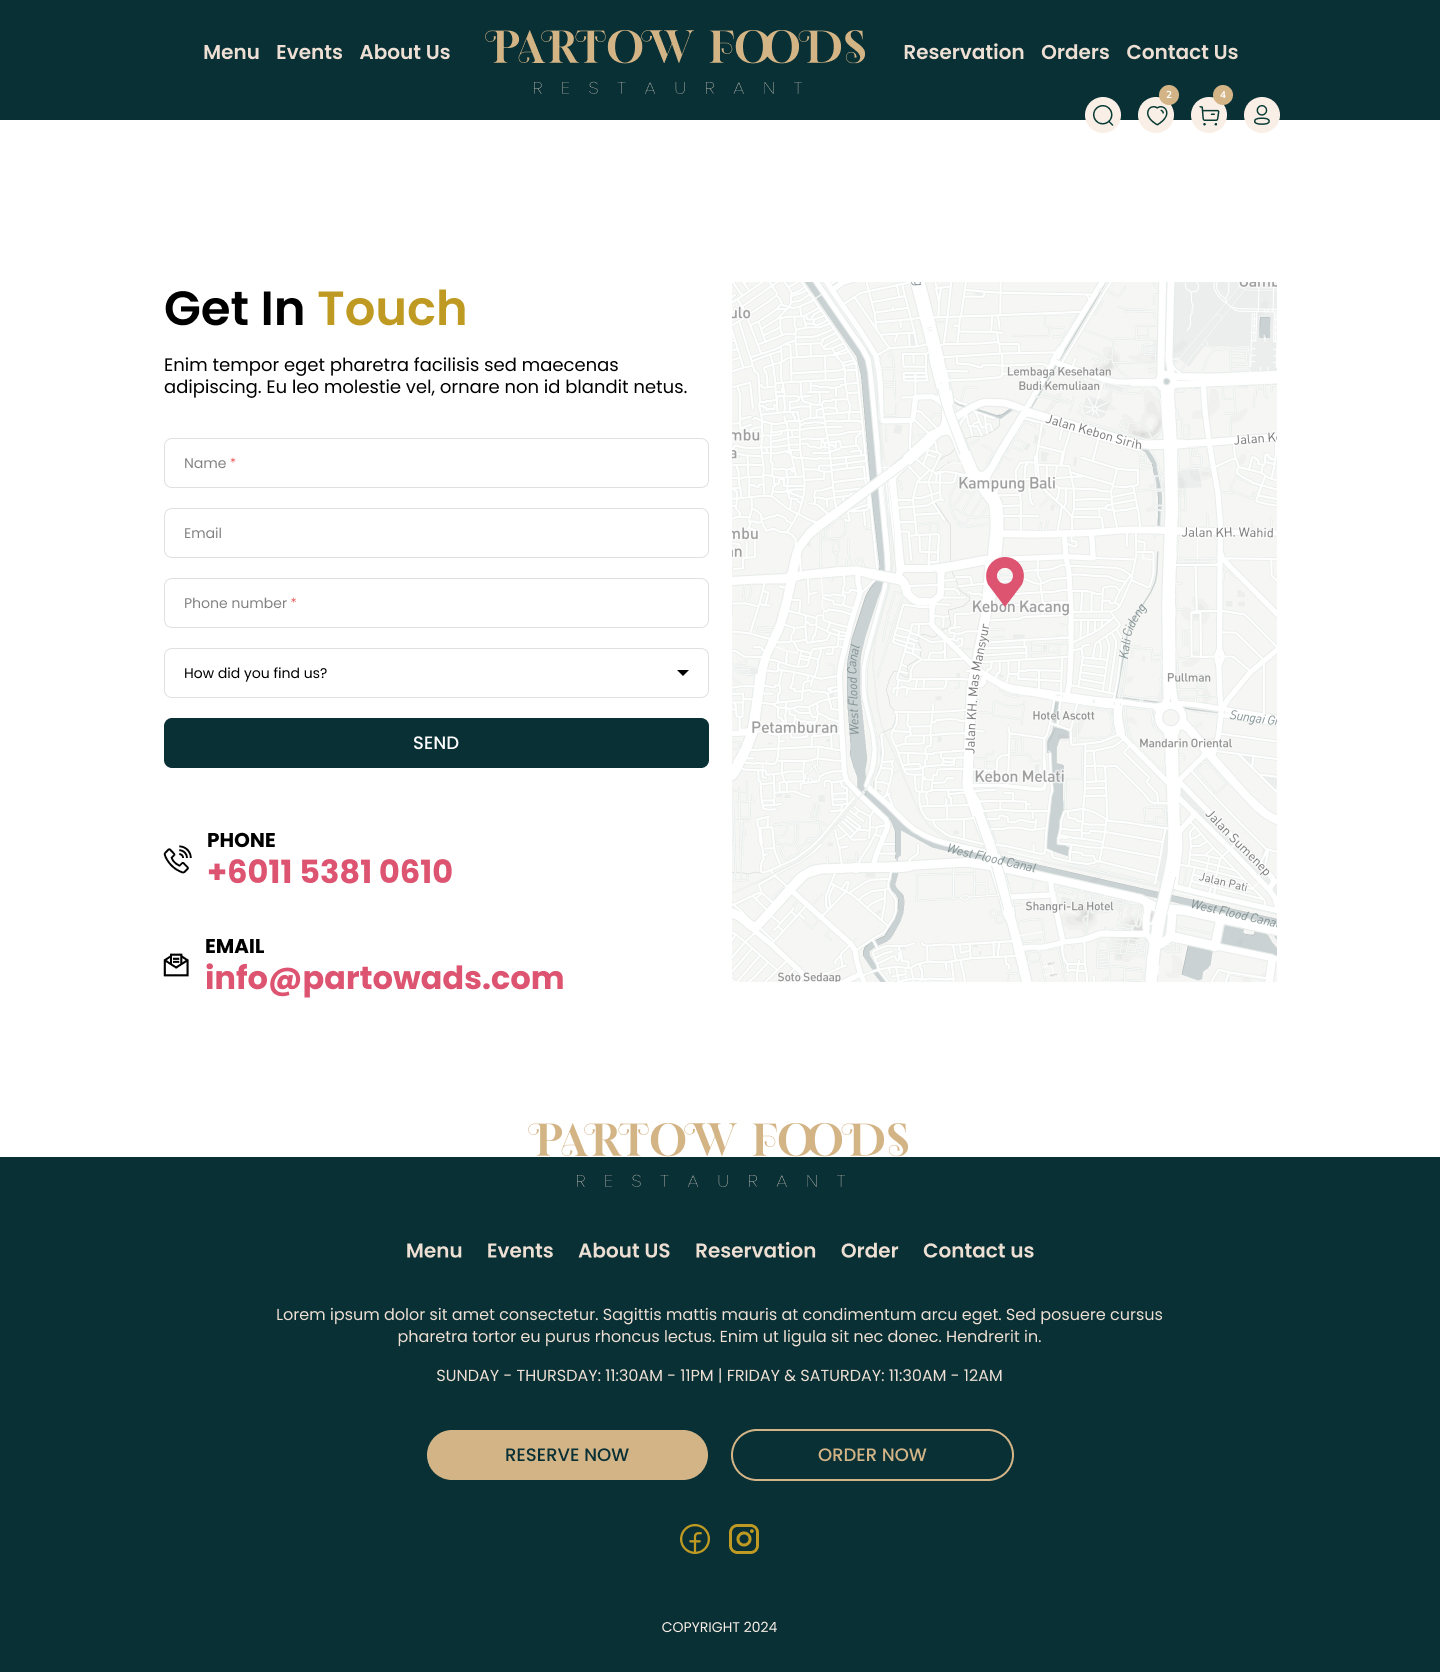 Menu Events About Us
PARTOW FOODS
RESTAURANT
Reservation Orders Contact Us
2
4
Get In Touch
Enim tempor eget pharetra facilisis sed maecenas
adipiscing. Eu leo molestie vel, ornare non id blandit netus.
Name *
Email
Phone number *
How did you find us?
SEND
PHONE
+6011 5381 0610
EMAIL
info@partowads.com
Lembaga Kesehatan
Budi Kemuliaan
Jalan Kebon Sirih
Kampung Bali
Jalan KH. Wahid
Kebon Kacang
Kali Cideng
Jalan KH. Mas Mansyur
West Flood Canal
Pullman
Hotel Ascott
Petamburan
Mandarin Oriental
Kebon Melati
Jalan Sumenep
West Flood Canal
Jalan Pati
Shangri-La Hotel
West Flood Canal
Soto Sedaap
PARTOW FOODS
RESTAURANT
Menu Events About US Reservation Order Contact us
Lorem ipsum dolor sit amet consectetur. Sagittis mattis mauris at condimentum arcu eget. Sed posuere cursus
pharetra tortor eu purus rhoncus lectus. Enim ut ligula sit nec donec. Hendrerit in.
SUNDAY - THURSDAY: 11:30AM - 11PM | FRIDAY & SATURDAY: 11:30AM - 12AM
RESERVE NOW
ORDER NOW
COPYRIGHT 2024